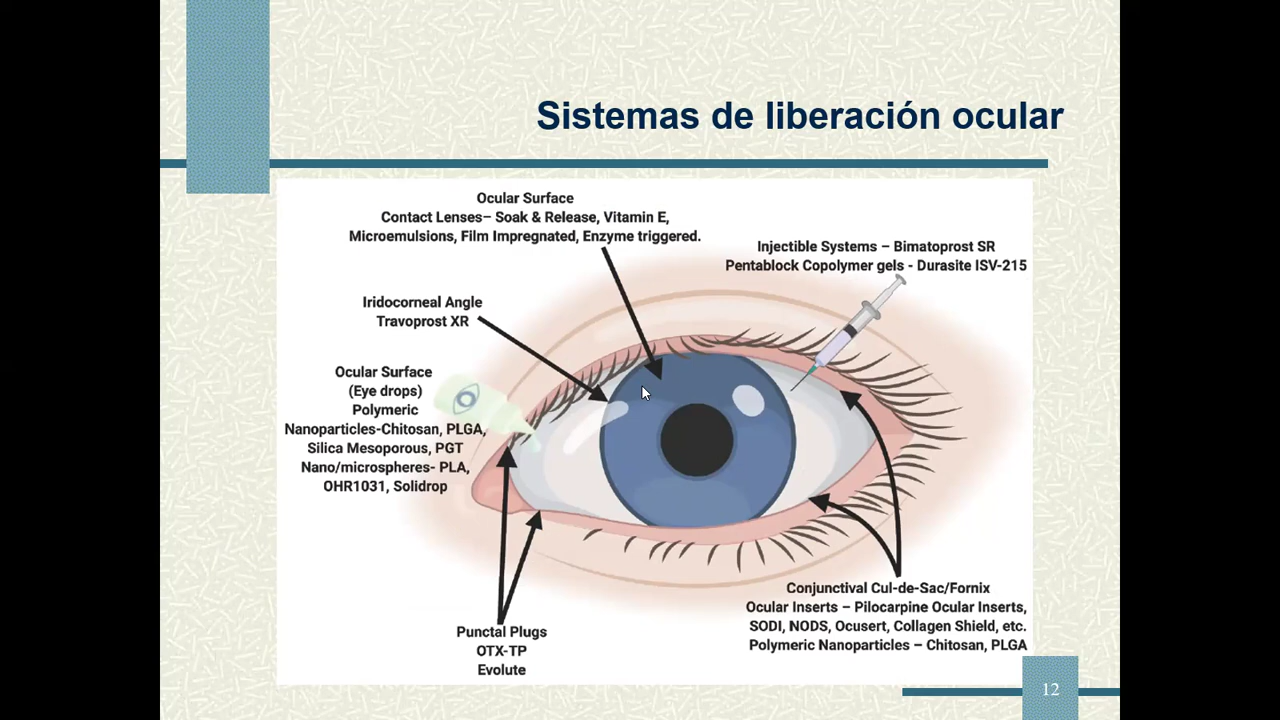 Sistemas de liberación ocular
Ocular Surface
Contact Lenses– Soak & Release, Vitamin E,
Microemulsions, Film Impregnated, Enzyme triggered.
Injectible Systems – Bimatoprost SR
Pentablock Copolymer gels - Durasite ISV-215
Iridocorneal Angle
Travoprost XR
Ocular Surface
(Eye drops)
Polymeric
Nanoparticles-Chitosan, PLGA,
Silica Mesoporous, PGT
Nano/microspheres- PLA,
OHR1031, Solidrop
Conjunctival Cul-de-Sac/Fornix
Ocular Inserts – Pilocarpine Ocular Inserts,
SODI, NODS, Ocusert, Collagen Shield, etc.
Polymeric Nanoparticles – Chitosan, PLGA
Punctal Plugs
OTX-TP
Evolute
12